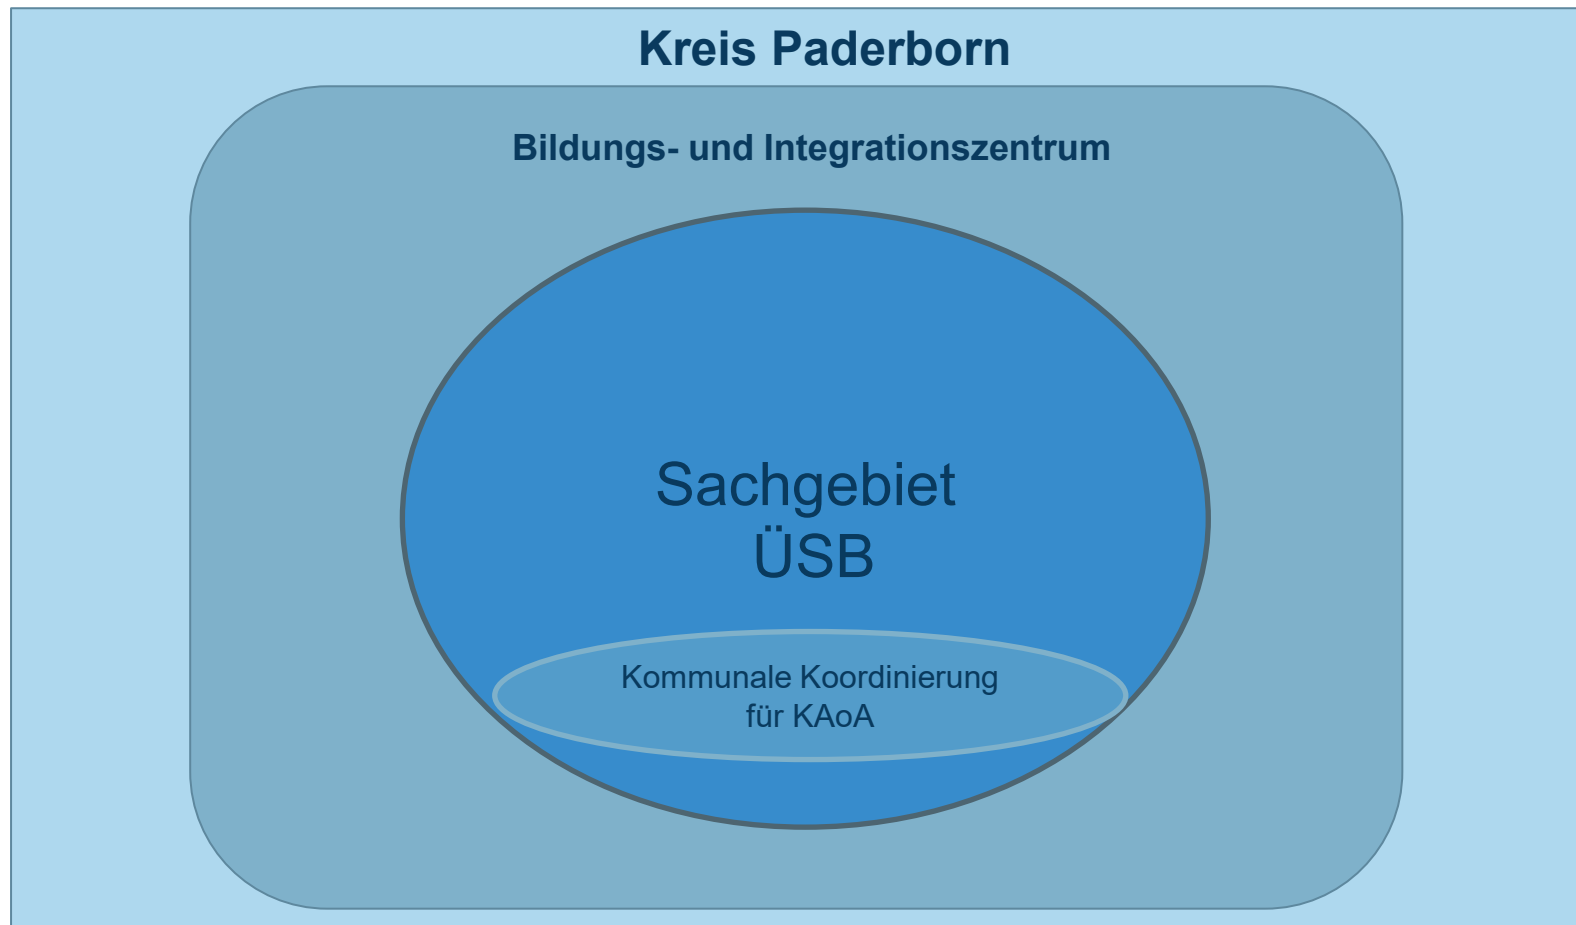 Kreis Paderborn
Bildungs- und Integrationszentrum
Sachgebiet
ÜSB
Kommunale Koordinierung
für KAoA